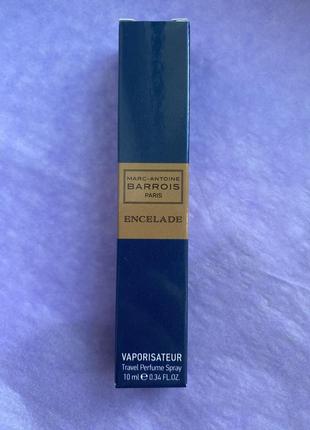 MARC-ANTOINE
BARROIS
PARIS
ENCELADE
VAPORISATEUR
Travel Perfume Spray
10 ml ℮ 0.34 FL.OZ.